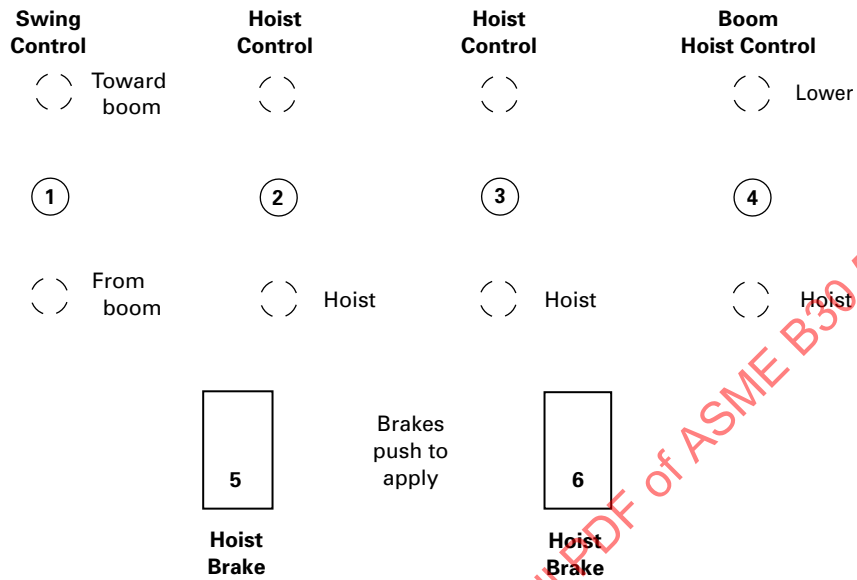 Swing Control
Hoist Control
Hoist Control
Boom Hoist Control
Toward boom
Lower
1
2
3
4
From boom
Hoist
Hoist
Hoist
5
Brakes push to apply
6
Hoist Brake
Hoist Brake
PDF of ASME B30